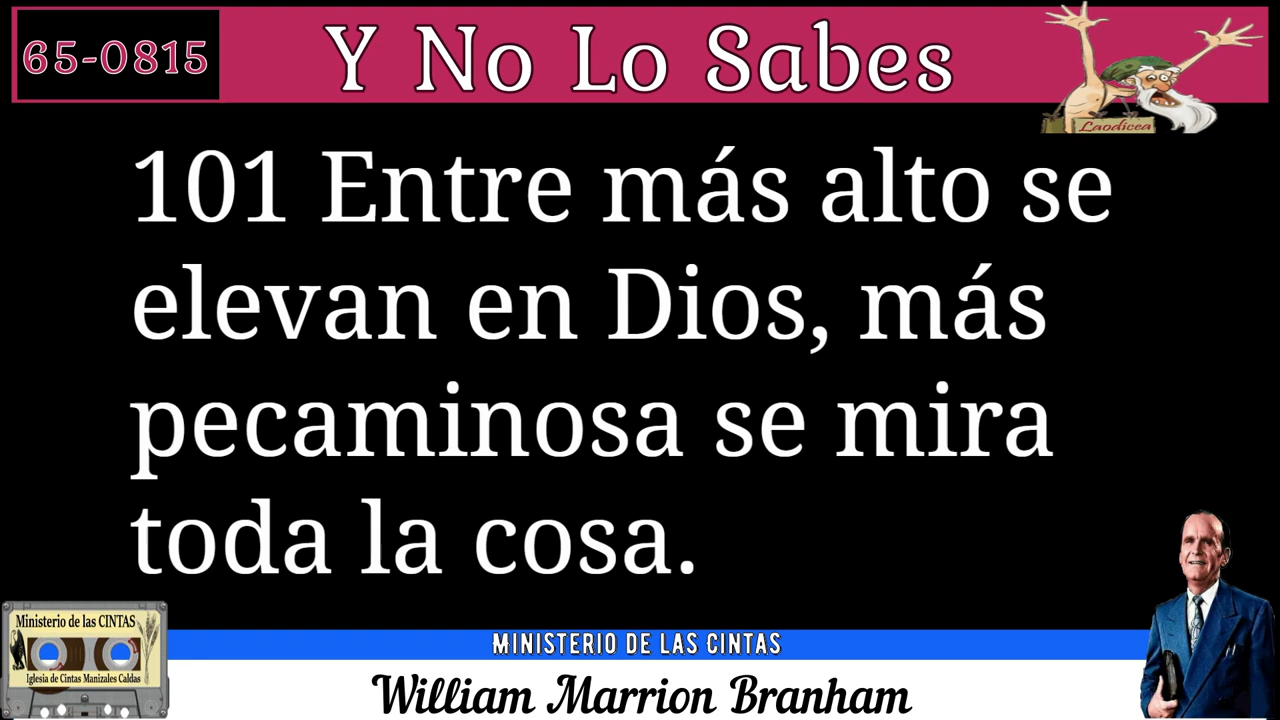 65-0815
Y No Lo Sabes
Laodicea
101 Entre más alto se
elevan en Dios, más
pecaminosa se mira
toda la cosa.
Ministerio de las CINTAS
Iglesia de Cintas Manizales Caldas
MINISTERIO DE LAS CINTAS
William Marrion Branham